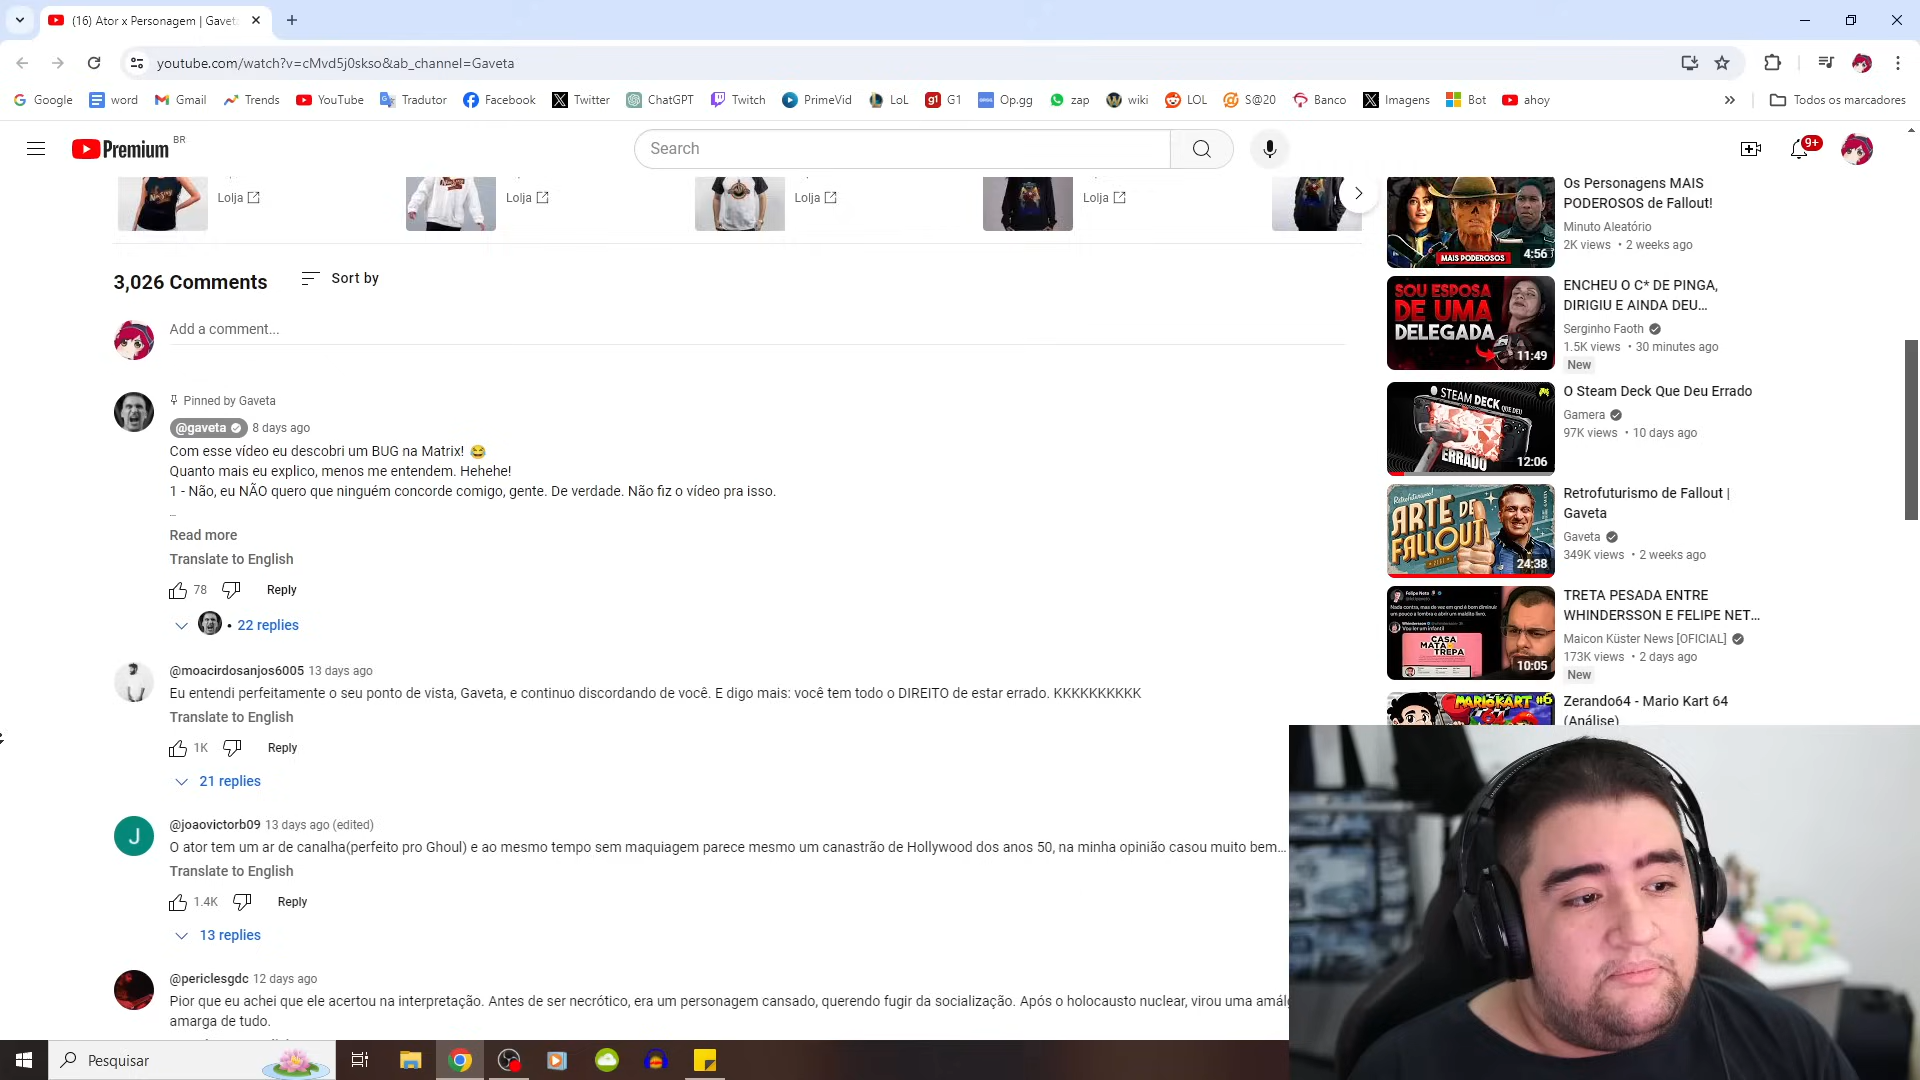 (16) Ator x Personagem | Gavet
youtube.com/watch?v=cMvd5j0skso&ab_channel=Gaveta
Google word Gmail Trends YouTube Tradutor Facebook Twitter ChatGPT Twitch PrimeVid LoL G1 Op.gg zap wiki LOL S@20 Banco Imagens Bot ahoy » Todos os marcadores
Premium BR
Search
9+
Lolja Lolja Lolja Lolja
3,026 Comments Sort by
Add a comment...
Pinned by Gaveta
@gaveta 8 days ago
Com esse vídeo eu descobri um BUG na Matrix! 😂
Quanto mais eu explico, menos me entendem. Hehehe!
1 - Não, eu NÃO quero que ninguém concorde comigo, gente. De verdade. Não fiz o vídeo pra isso.
...
Read more
Translate to English
78 Reply
• 22 replies
@moacirdosanjos6005 13 days ago
Eu entendi perfeitamente o seu ponto de vista, Gaveta, e continuo discordando de você. E digo mais: você tem todo o DIREITO de estar errado. KKKKKKKKKK
Translate to English
1K Reply
21 replies
J
@joaovictorb09 13 days ago (edited)
O ator tem um ar de canalha(perfeito pro Ghoul) e ao mesmo tempo sem maquiagem parece mesmo um canastrão de Hollywood dos anos 50, na minha opinião casou muito bem...
Translate to English
1.4K Reply
13 replies
@periclesgdc 12 days ago
Pior que eu achei que ele acertou na interpretação. Antes de ser necrótico, era um personagem cansado, querendo fugir da socialização. Após o holocausto nuclear, virou uma
amarga de tudo.
MAIS PODEROSOS
4:56
Os Personagens MAIS
PODEROSOS de Fallout!
Minuto Aleatório
2K views • 2 weeks ago
SOU ESPOSA
DE UMA
DELEGADA
11:49
ENCHEU O C* DE PINGA,
DIRIGIU E AINDA DEU...
Serginho Faoth
1.5K views • 30 minutes ago
New
STEAM DECK QUE DEU
ERRADO
12:06
O Steam Deck Que Deu Errado
Gamera
97K views • 10 days ago
Retrofuturismo!
ARTE DE
FALLOUT
24:38
Retrofuturismo de Fallout |
Gaveta
Gaveta
349K views • 2 weeks ago
Felipe Neto
CASA
MATA
TREPA
10:05
TRETA PESADA ENTRE
WHINDERSSON E FELIPE NET...
Maicon Küster News [OFICIAL]
173K views • 2 days ago
New
MARIOKART #6
Zerando64 - Mario Kart 64
(Análise)
Pesquisar